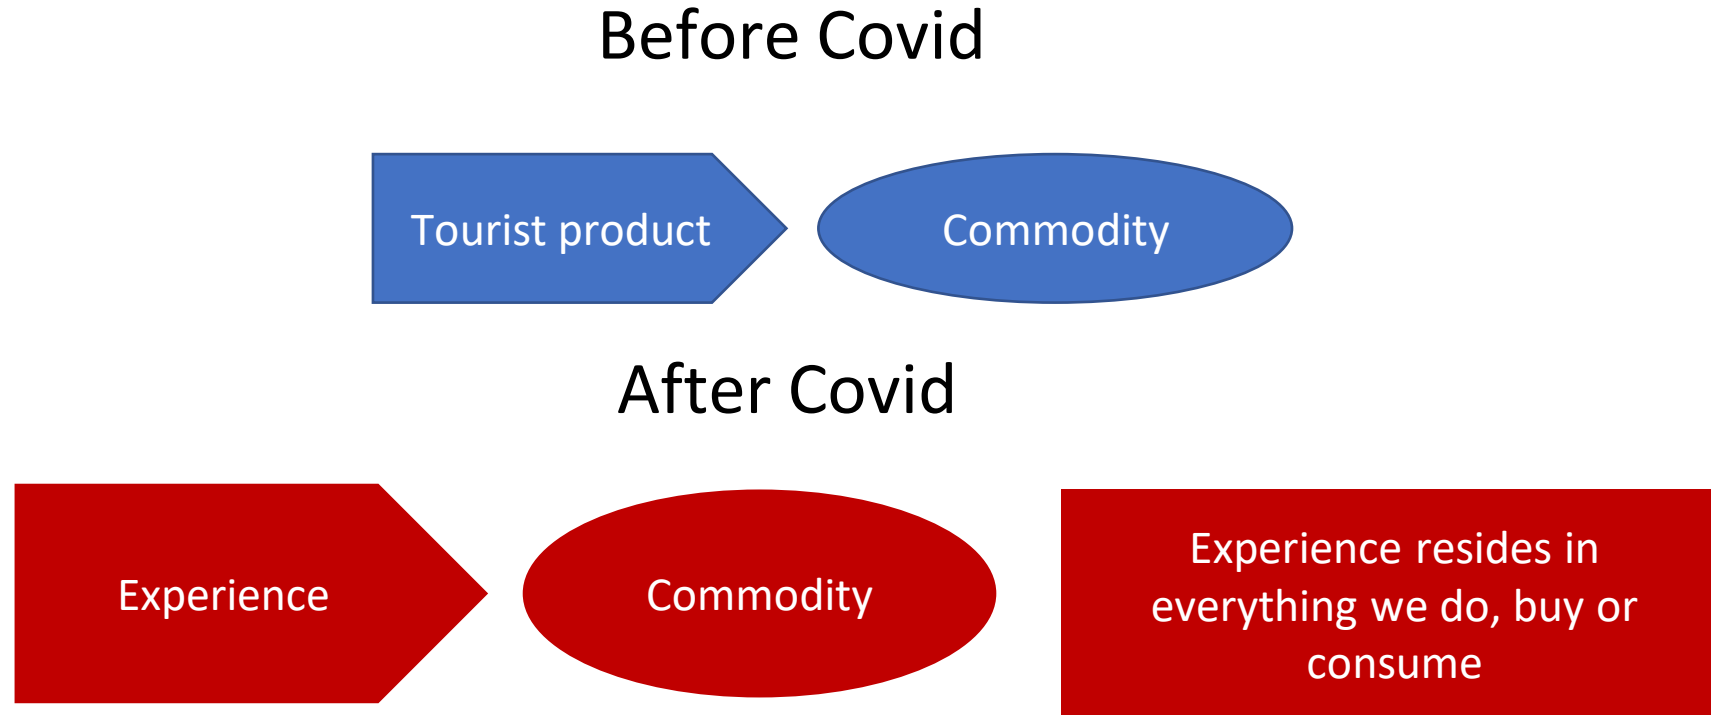 Before Covid
Tourist product
Commodity
After Covid
Experience
Commodity
Experience resides in
everything we do, buy or
consume